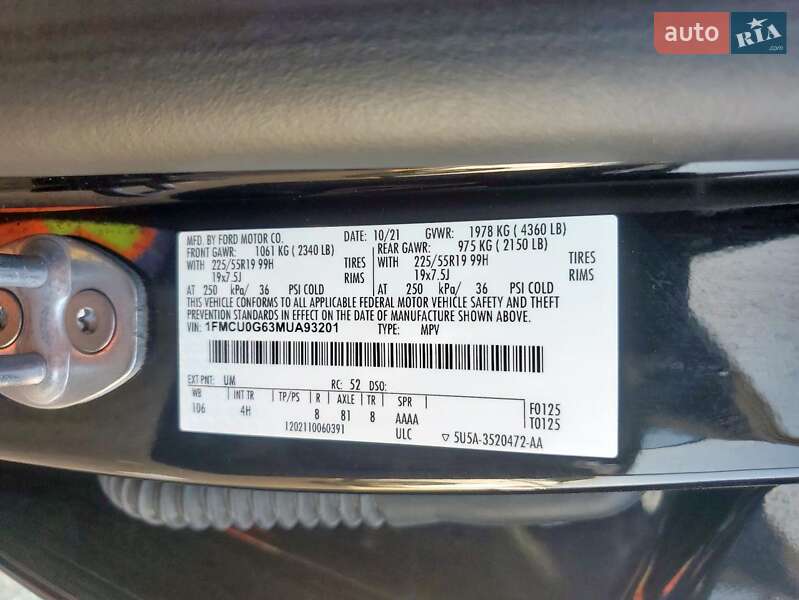 auto RIA .com
MFD. BY FORD MOTOR CO. DATE: 10/21 GVWR: 1978 KG ( 4360 LB)
FRONT GAWR: 1061 KG ( 2340 LB) REAR GAWR: 975 KG ( 2150 LB)
WITH 225/55R19 99H TIRES WITH 225/55R19 99H TIRES
19x7.5J RIMS 19x7.5J RIMS
AT 250 kPa/ 36 PSI COLD AT 250 kPa/ 36 PSI COLD
THIS VEHICLE CONFORMS TO ALL APPLICABLE FEDERAL MOTOR VEHICLE SAFETY AND THEFT
PREVENTION STANDARDS IN EFFECT ON THE DATE OF MANUFACTURE SHOWN ABOVE.
VIN: 1FMCU0G63MUA93201 TYPE: MPV
EXT PNT: UM RC: 52 DSO:
WB INT TR TP/PS R AXLE TR SPR
106 4H 8 81 8 AAAA
1202110060391 ULC
F0125
T0125
▽ 5U5A-3520472-AA